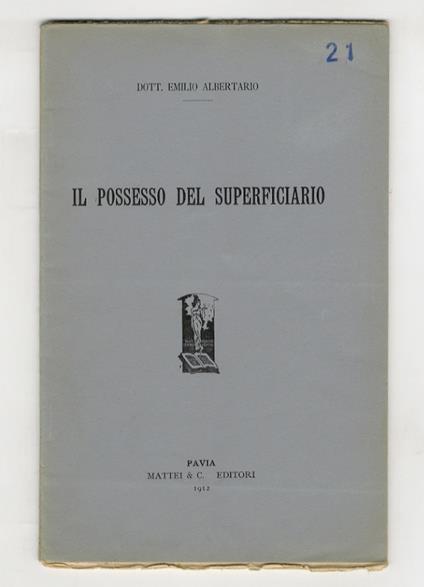 21
DOTT. EMILIO ALBERTARIO
IL POSSESSO DEL SUPERFICIARIO
PAVIA
MATTEI & C. EDITORI
1912